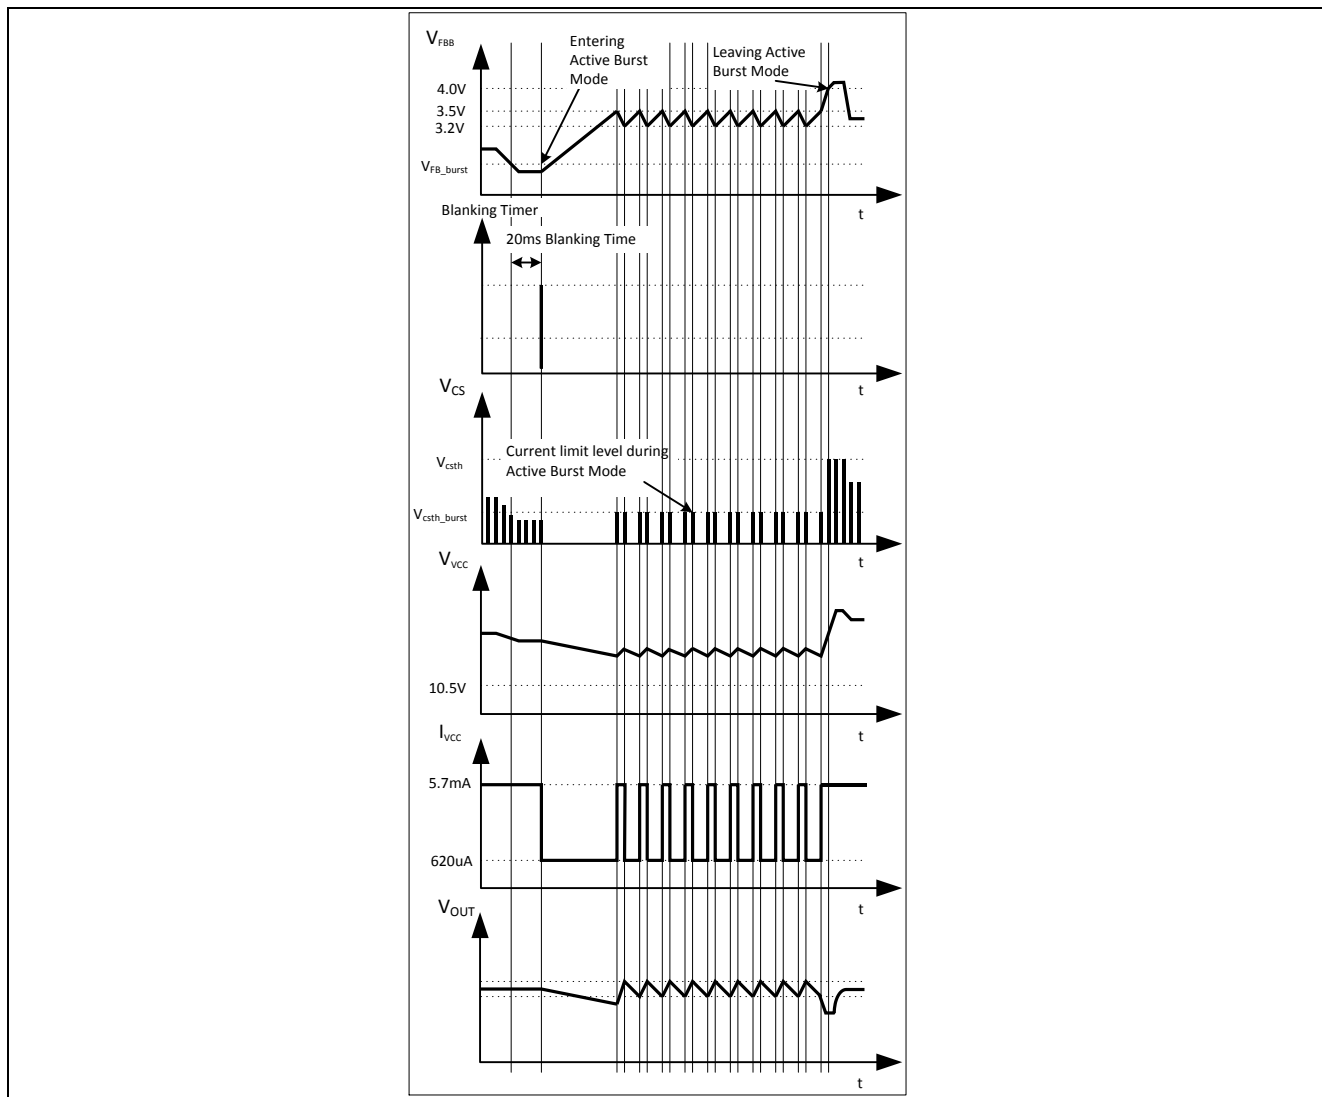 V_FBB
Entering
Active Burst
Mode
Leaving Active
Burst Mode
4.0V
3.5V
3.2V
V_FB_burst
t
Blanking Timer
20ms Blanking Time
t
V_CS
V_csth
Current limit level during
Active Burst Mode
V_csth_burst
t
V_VCC
10.5V
t
I_VCC
5.7mA
620uA
t
V_OUT
t